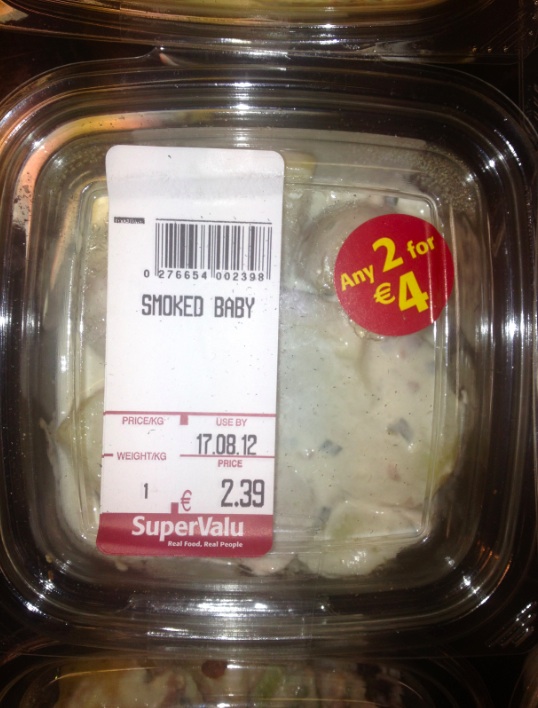 0 276654 002398
SMOKED BABY
PRICE/KG
USE BY
17.08.12
WEIGHT/KG
PRICE
1
€
2.39
SuperValu
Real Food, Real People
Any 2 for
€4